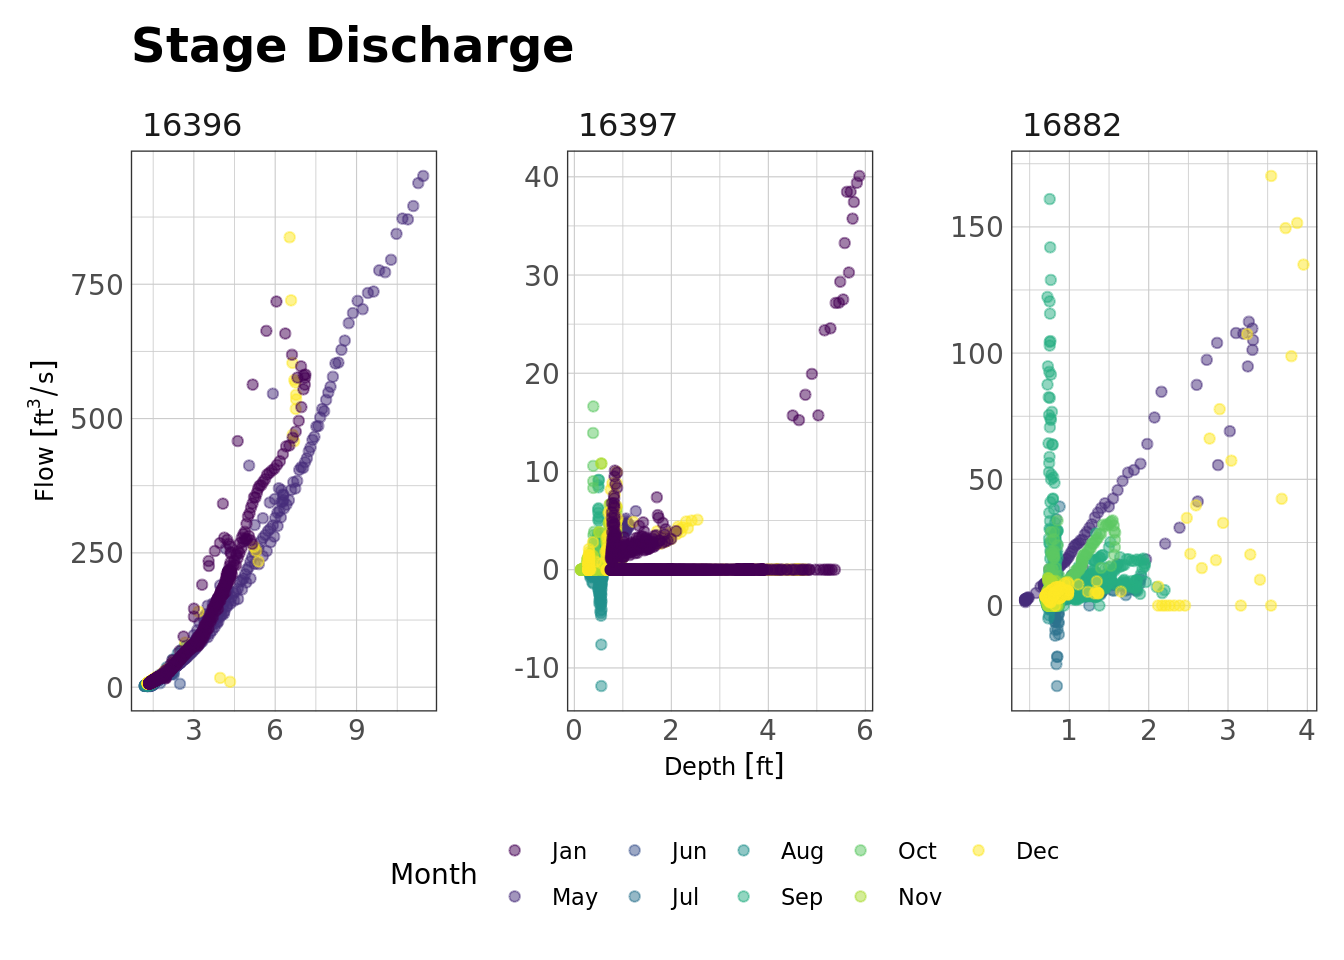 Stage Discharge
16396
16397
16882
Flow [ft³/s]
750
500
250
0
3 6 9
40
30
20
10
0
-10
0 2 4 6
150
100
50
0
1 2 3 4
Depth [ft]
Month
Jan Jun Aug Oct Dec
May Jul Sep Nov